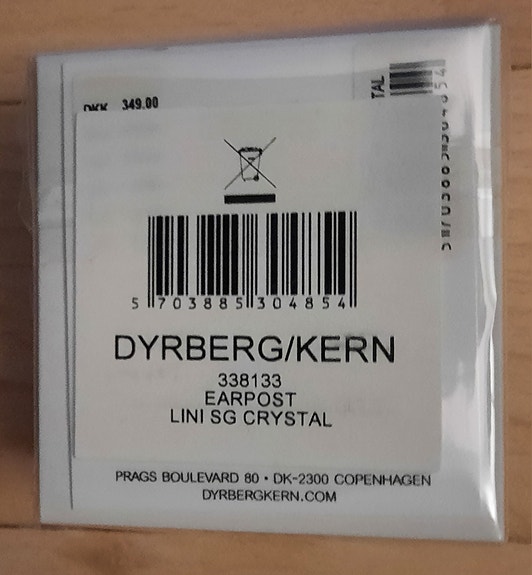 DKK 349.00
TAL
5 703885 304854
DYRBERG/KERN
338133
EARPOST
LINI SG CRYSTAL
PRAGS BOULEVARD 80 • DK-2300 COPENHAGEN
DYRBERGKERN.COM